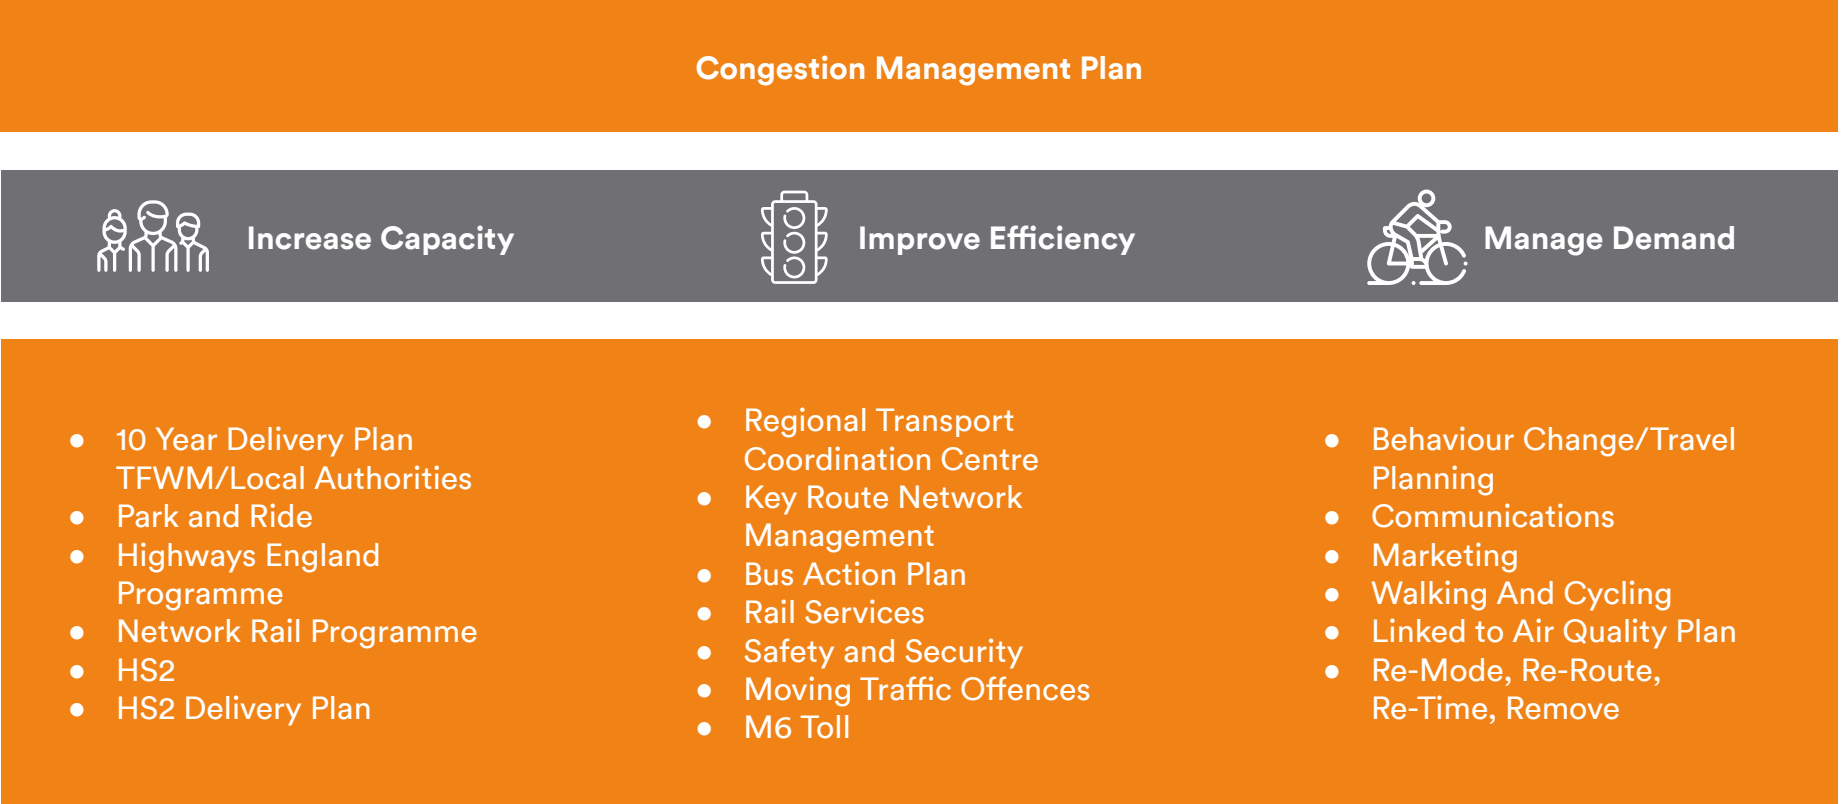 Congestion Management Plan
Increase Capacity
Improve Efficiency
Manage Demand
● 10 Year Delivery Plan
TFWM/Local Authorities
● Park and Ride
● Highways England
Programme
● Network Rail Programme
● HS2
● HS2 Delivery Plan
● Regional Transport
Coordination Centre
● Key Route Network
Management
● Bus Action Plan
● Rail Services
● Safety and Security
● Moving Traffic Offences
● M6 Toll
● Behaviour Change/Travel
Planning
● Communications
● Marketing
● Walking And Cycling
● Linked to Air Quality Plan
● Re-Mode, Re-Route,
Re-Time, Remove